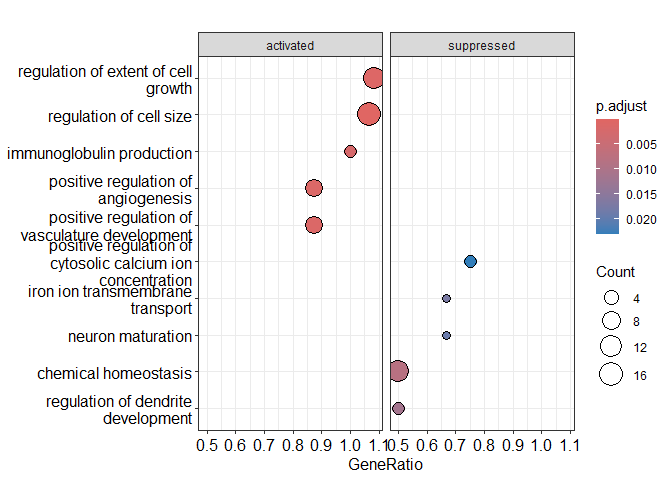 activated
suppressed
regulation of extent of cell
growth
regulation of cell size
immunoglobulin production
positive regulation of
angiogenesis
positive regulation of
vasculature development
positive regulation of
cytosolic calcium ion
concentration
iron ion transmembrane
transport
neuron maturation
chemical homeostasis
regulation of dendrite
development
0.5 0.6 0.7 0.8 0.9 1.0 1.1
0.5 0.6 0.7 0.8 0.9 1.0 1.1
GeneRatio
p.adjust
0.005
0.010
0.015
0.020
Count
4
8
12
16